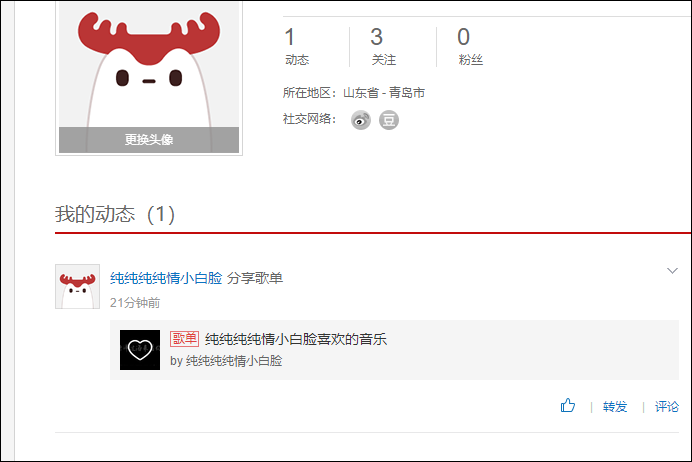 1
3
0
动态
关注
粉丝
所在地区：山东省 - 青岛市
社交网络：
豆
更换头像
我的动态（1）
纯纯纯纯情小白脸 分享歌单
21分钟前
歌单 纯纯纯纯情小白脸喜欢的音乐
by 纯纯纯纯情小白脸
转发
评论